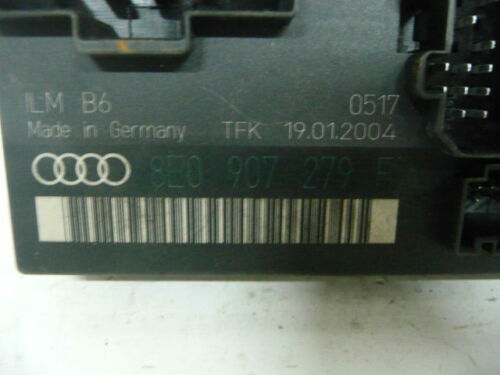 ILM B6 0517
Made in Germany TFK 19.01.2004
8E0 907 279 E